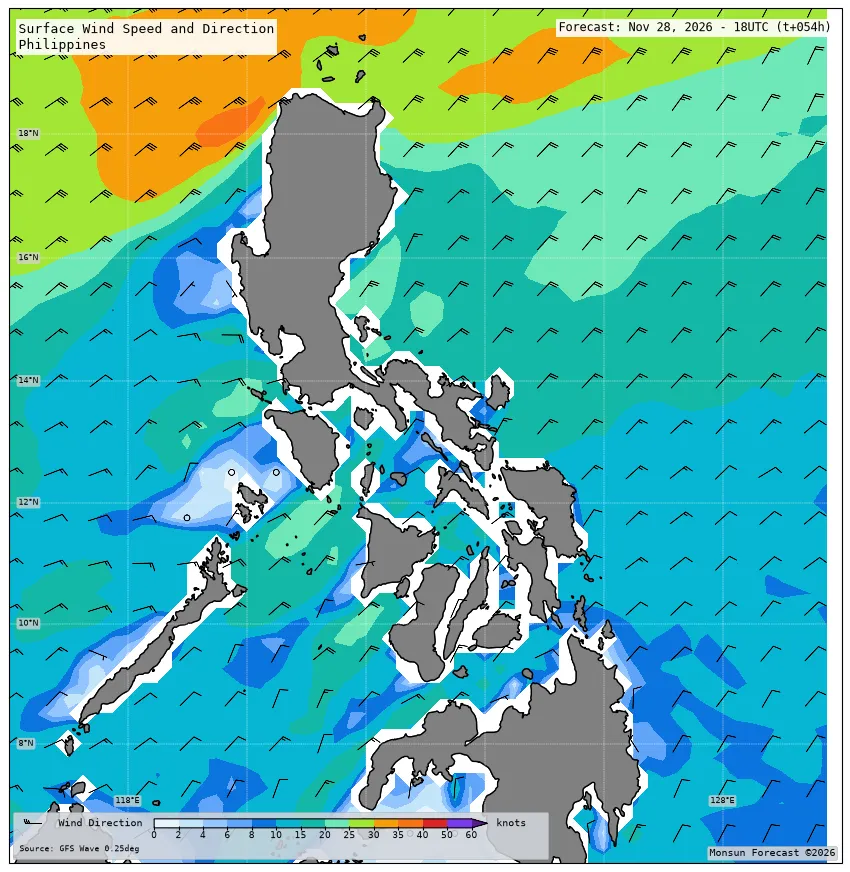 Surface Wind Speed and Direction
Philippines
Forecast: Nov 28, 2026 - 18UTC (t+054h)
18°N
16°N
14°N
12°N
10°N
8°N
118°E
128°E
Wind Direction
0 2 4 6 8 10 15 20 25 30 35 40 50 60
knots
Source: GFS Wave 0.25deg
Monsun Forecast ©2026